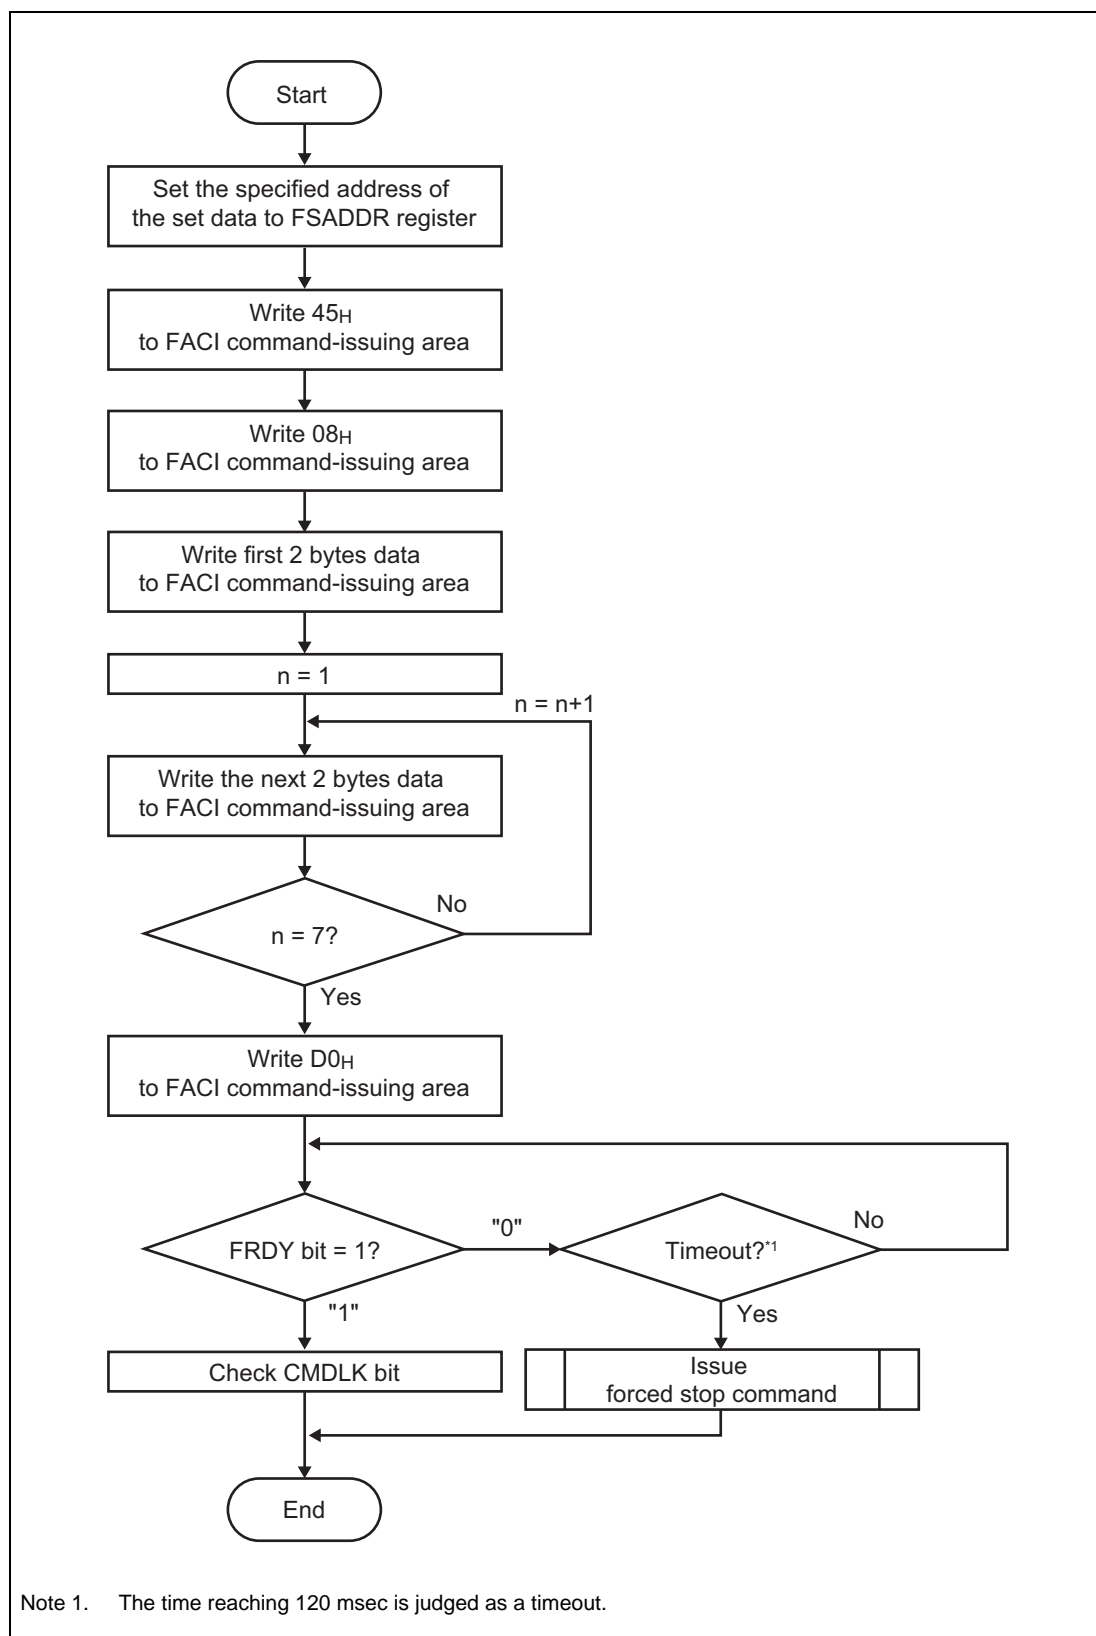 Start
Set the specified address of
the set data to FSADDR register
Write 45H
to FACI command-issuing area
Write 08H
to FACI command-issuing area
Write first 2 bytes data
to FACI command-issuing area
n = 1
n = n+1
Write the next 2 bytes data
to FACI command-issuing area
No
n = 7?
Yes
Write D0H
to FACI command-issuing area
FRDY bit = 1?
"0"
Timeout?*1
No
"1"
Yes
Check CMDLK bit
Issue
forced stop command
End
Note 1. The time reaching 120 msec is judged as a timeout.